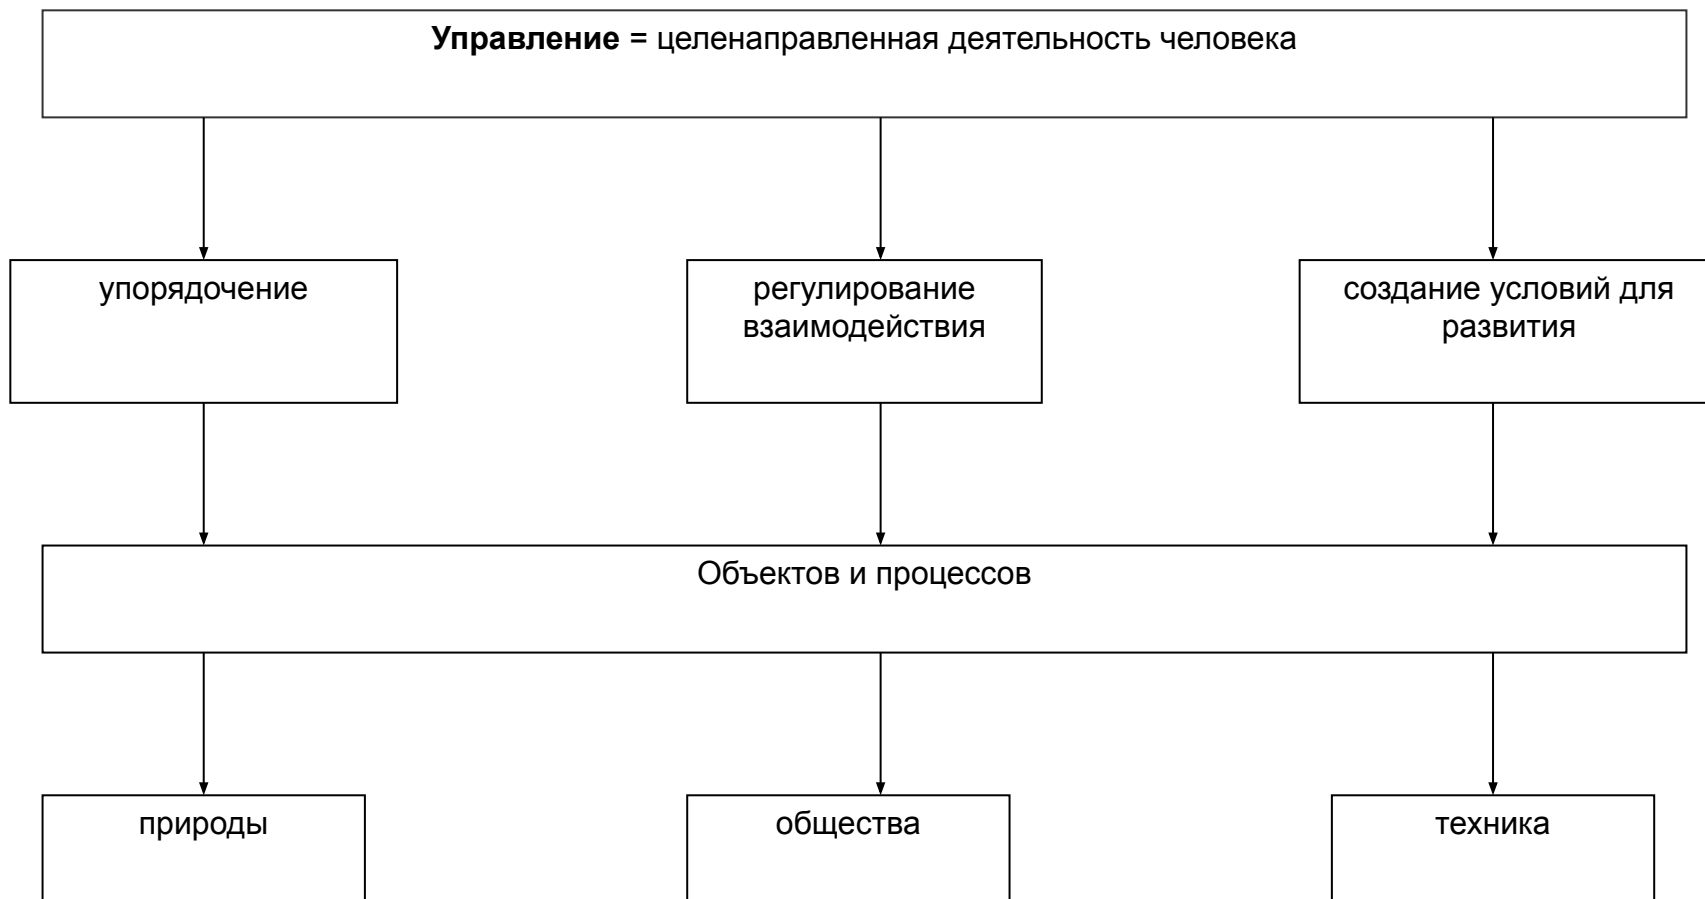 Управление = целенаправленная деятельность человека
упорядочение
регулирование
взаимодействия
создание условий для
развития
Объектов и процессов
природы
общества
техника